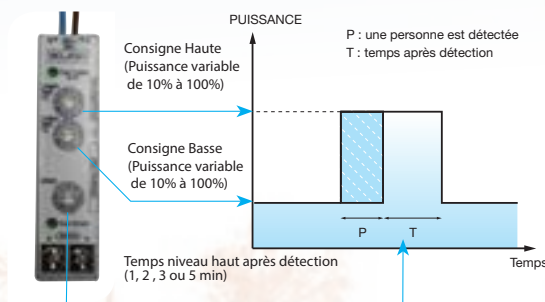 PUISSANCE
Consigne Haute
(Puissance variable
de 10% à 100%)
P : une personne est détectée
T : temps après détection
Consigne Basse
(Puissance variable
de 10% à 100%)
P
T
Temps
Temps niveau haut après détection
(1, 2 , 3 ou 5 min)